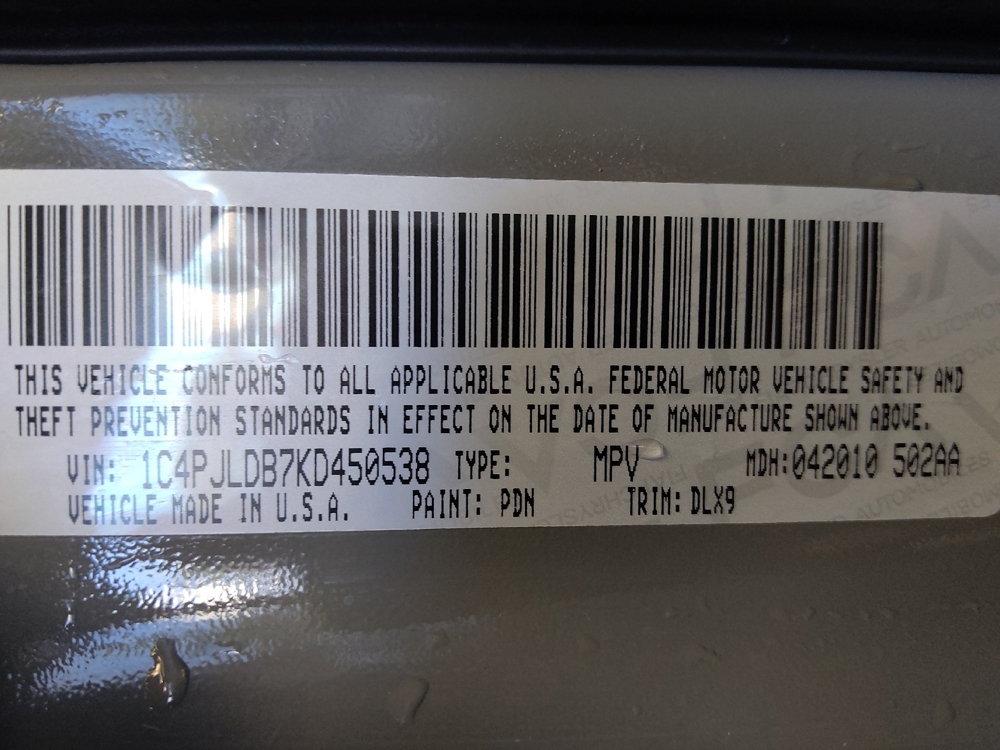 THIS VEHICLE CONFORMS TO ALL APPLICABLE U.S.A. FEDERAL MOTOR VEHICLE SAFETY AND
THEFT PREVENTION STANDARDS IN EFFECT ON THE DATE OF MANUFACTURE SHOWN ABOVE.
VIN: 1C4PJLDB7KD450538 TYPE: MPV MDH: 042010 502AA
VEHICLE MADE IN U.S.A. PAINT: PDN TRIM: DLX9